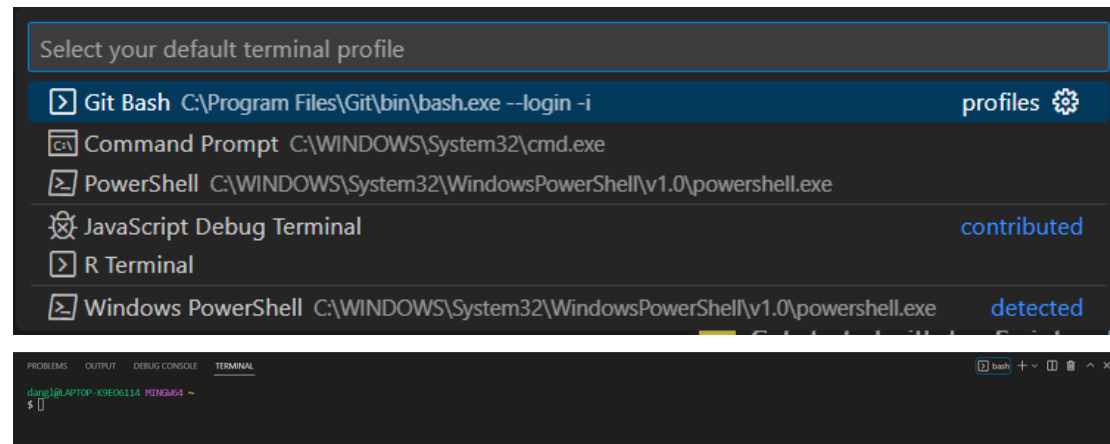 Select your default terminal profile
Git Bash C:\Program Files\Git\bin\bash.exe --login -i profiles
Command Prompt C:\WINDOWS\System32\cmd.exe
PowerShell C:\WINDOWS\System32\WindowsPowerShell\v1.0\powershell.exe
JavaScript Debug Terminal contributed
R Terminal
Windows PowerShell C:\WINDOWS\System32\WindowsPowerShell\v1.0\powershell.exe detected
PROBLEMS OUTPUT DEBUG CONSOLE TERMINAL bash
dangl@LAPTOP-K9EO6114 MINGW64 ~
$